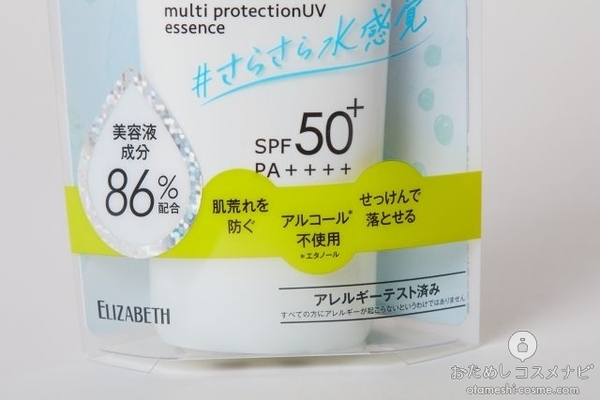 multi protectionUV
essence
#さらさら水感覚
美容液
成分
86%
配合
SPF50+
PA++++
肌荒れを
防ぐ
アルコール*
不使用
*エタノール
せっけんで
落とせる
アレルギーテスト済み
すべての方にアレルギーが起こらないというわけではありません
ELIZABETH
おためしコスメナビ
otameshi-cosme.com